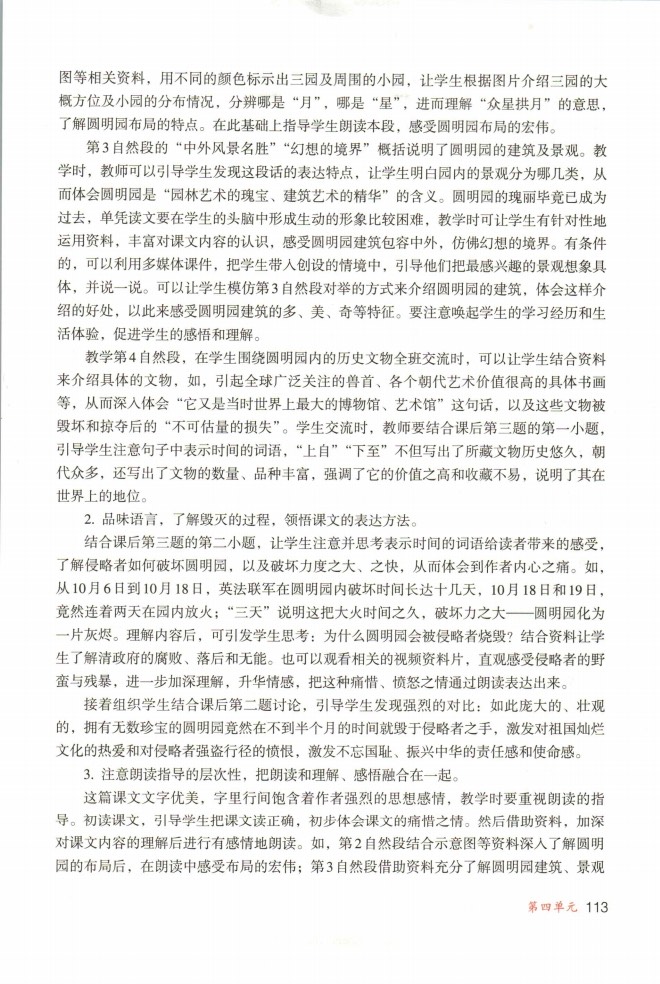 图等相关资料，用不同的颜色标示出三园及周围的小园，让学生根据图片介绍三园的大
概方位及小园的分布情况，分辨哪是“月”，哪是“星”，进而理解“众星拱月”的意思，
了解圆明园布局的特点。在此基础上指导学生朗读本段，感受圆明园布局的宏伟。
第3自然段的“中外风景名胜”“幻想的境界”概括说明了圆明园的建筑及景观。教
学时，教师可以引导学生发现这段话的表达特点，让学生明白园内的景观分为哪几类，从
而体会圆明园是“园林艺术的瑰宝、建筑艺术的精华”的含义。圆明园的瑰丽毕竟已成为
过去，单凭读文要在学生的头脑中形成生动的形象比较困难，教学时可让学生有针对性地
运用资料，丰富对课文内容的认识，感受圆明园建筑包容中外，仿佛幻想的境界。有条件
的，可以利用多媒体课件，把学生带入创设的情境中，引导他们把最感兴趣的景观想象具
体，并说一说。可以让学生模仿第3自然段对举的方式来介绍圆明园的建筑，体会这样介
绍的好处，以此来感受圆明园建筑的多、美、奇等特征。要注意唤起学生的学习经历和生
活体验，促进学生的感悟和理解。
教学第4自然段，在学生围绕圆明园内的历史文物全班交流时，可以让学生结合资料
来介绍具体的文物，如，引起全球广泛关注的兽首、各个朝代艺术价值很高的具体书画
等，从而深入体会“它又是当时世界上最大的博物馆、艺术馆”这句话，以及这些文物被
毁坏和掠夺后的“不可估量的损失”。学生交流时，教师要结合课后第三题的第一小题，
引导学生注意句子中表示时间的词语，“上自”“下至”不但写出了所藏文物历史悠久，朝
代众多，还写出了文物的数量、品种丰富，强调了它的价值之高和收藏不易，说明了其在
世界上的地位。
2. 品味语言，了解毁灭的过程，领悟课文的表达方法。
结合课后第三题的第二小题，让学生注意并思考表示时间的词语给读者带来的感受，
了解侵略者如何破坏圆明园，以及破坏力度之大、之快，从而体会到作者内心之痛。如，
从10月6日到10月18日，英法联军在圆明园内破坏时间长达十几天，10月18日和19日，
竟然连着两天在园内放火；“三天”说明这把大火时间之久，破坏力之大——圆明园化为
一片灰烬。理解内容后，可引发学生思考：为什么圆明园会被侵略者烧毁？结合资料让学
生了解清政府的腐败、落后和无能。也可以观看相关的视频资料片，直观感受侵略者的野
蛮与残暴，进一步加深理解，升华情感，把这种痛惜、愤怒之情通过朗读表达出来。
接着组织学生结合课后第二题讨论，引导学生发现强烈的对比：如此庞大的、壮观
的，拥有无数珍宝的圆明园竟然在不到半个月的时间就毁于侵略者之手，激发对祖国灿烂
文化的热爱和对侵略者强盗行径的愤恨，激发不忘国耻、振兴中华的责任感和使命感。
3. 注意朗读指导的层次性，把朗读和理解、感悟融合在一起。
这篇课文文字优美，字里行间饱含着作者强烈的思想感情，教学时要重视朗读的指
导。初读课文，引导学生把课文读正确，初步体会课文的痛惜之情。然后借助资料，加深
对课文内容的理解后进行有感情地朗读。如，第2自然段结合示意图等资料深入了解圆明
园的布局后，在朗读中感受布局的宏伟；第3自然段借助资料充分了解圆明园建筑、景观
第四单元 113